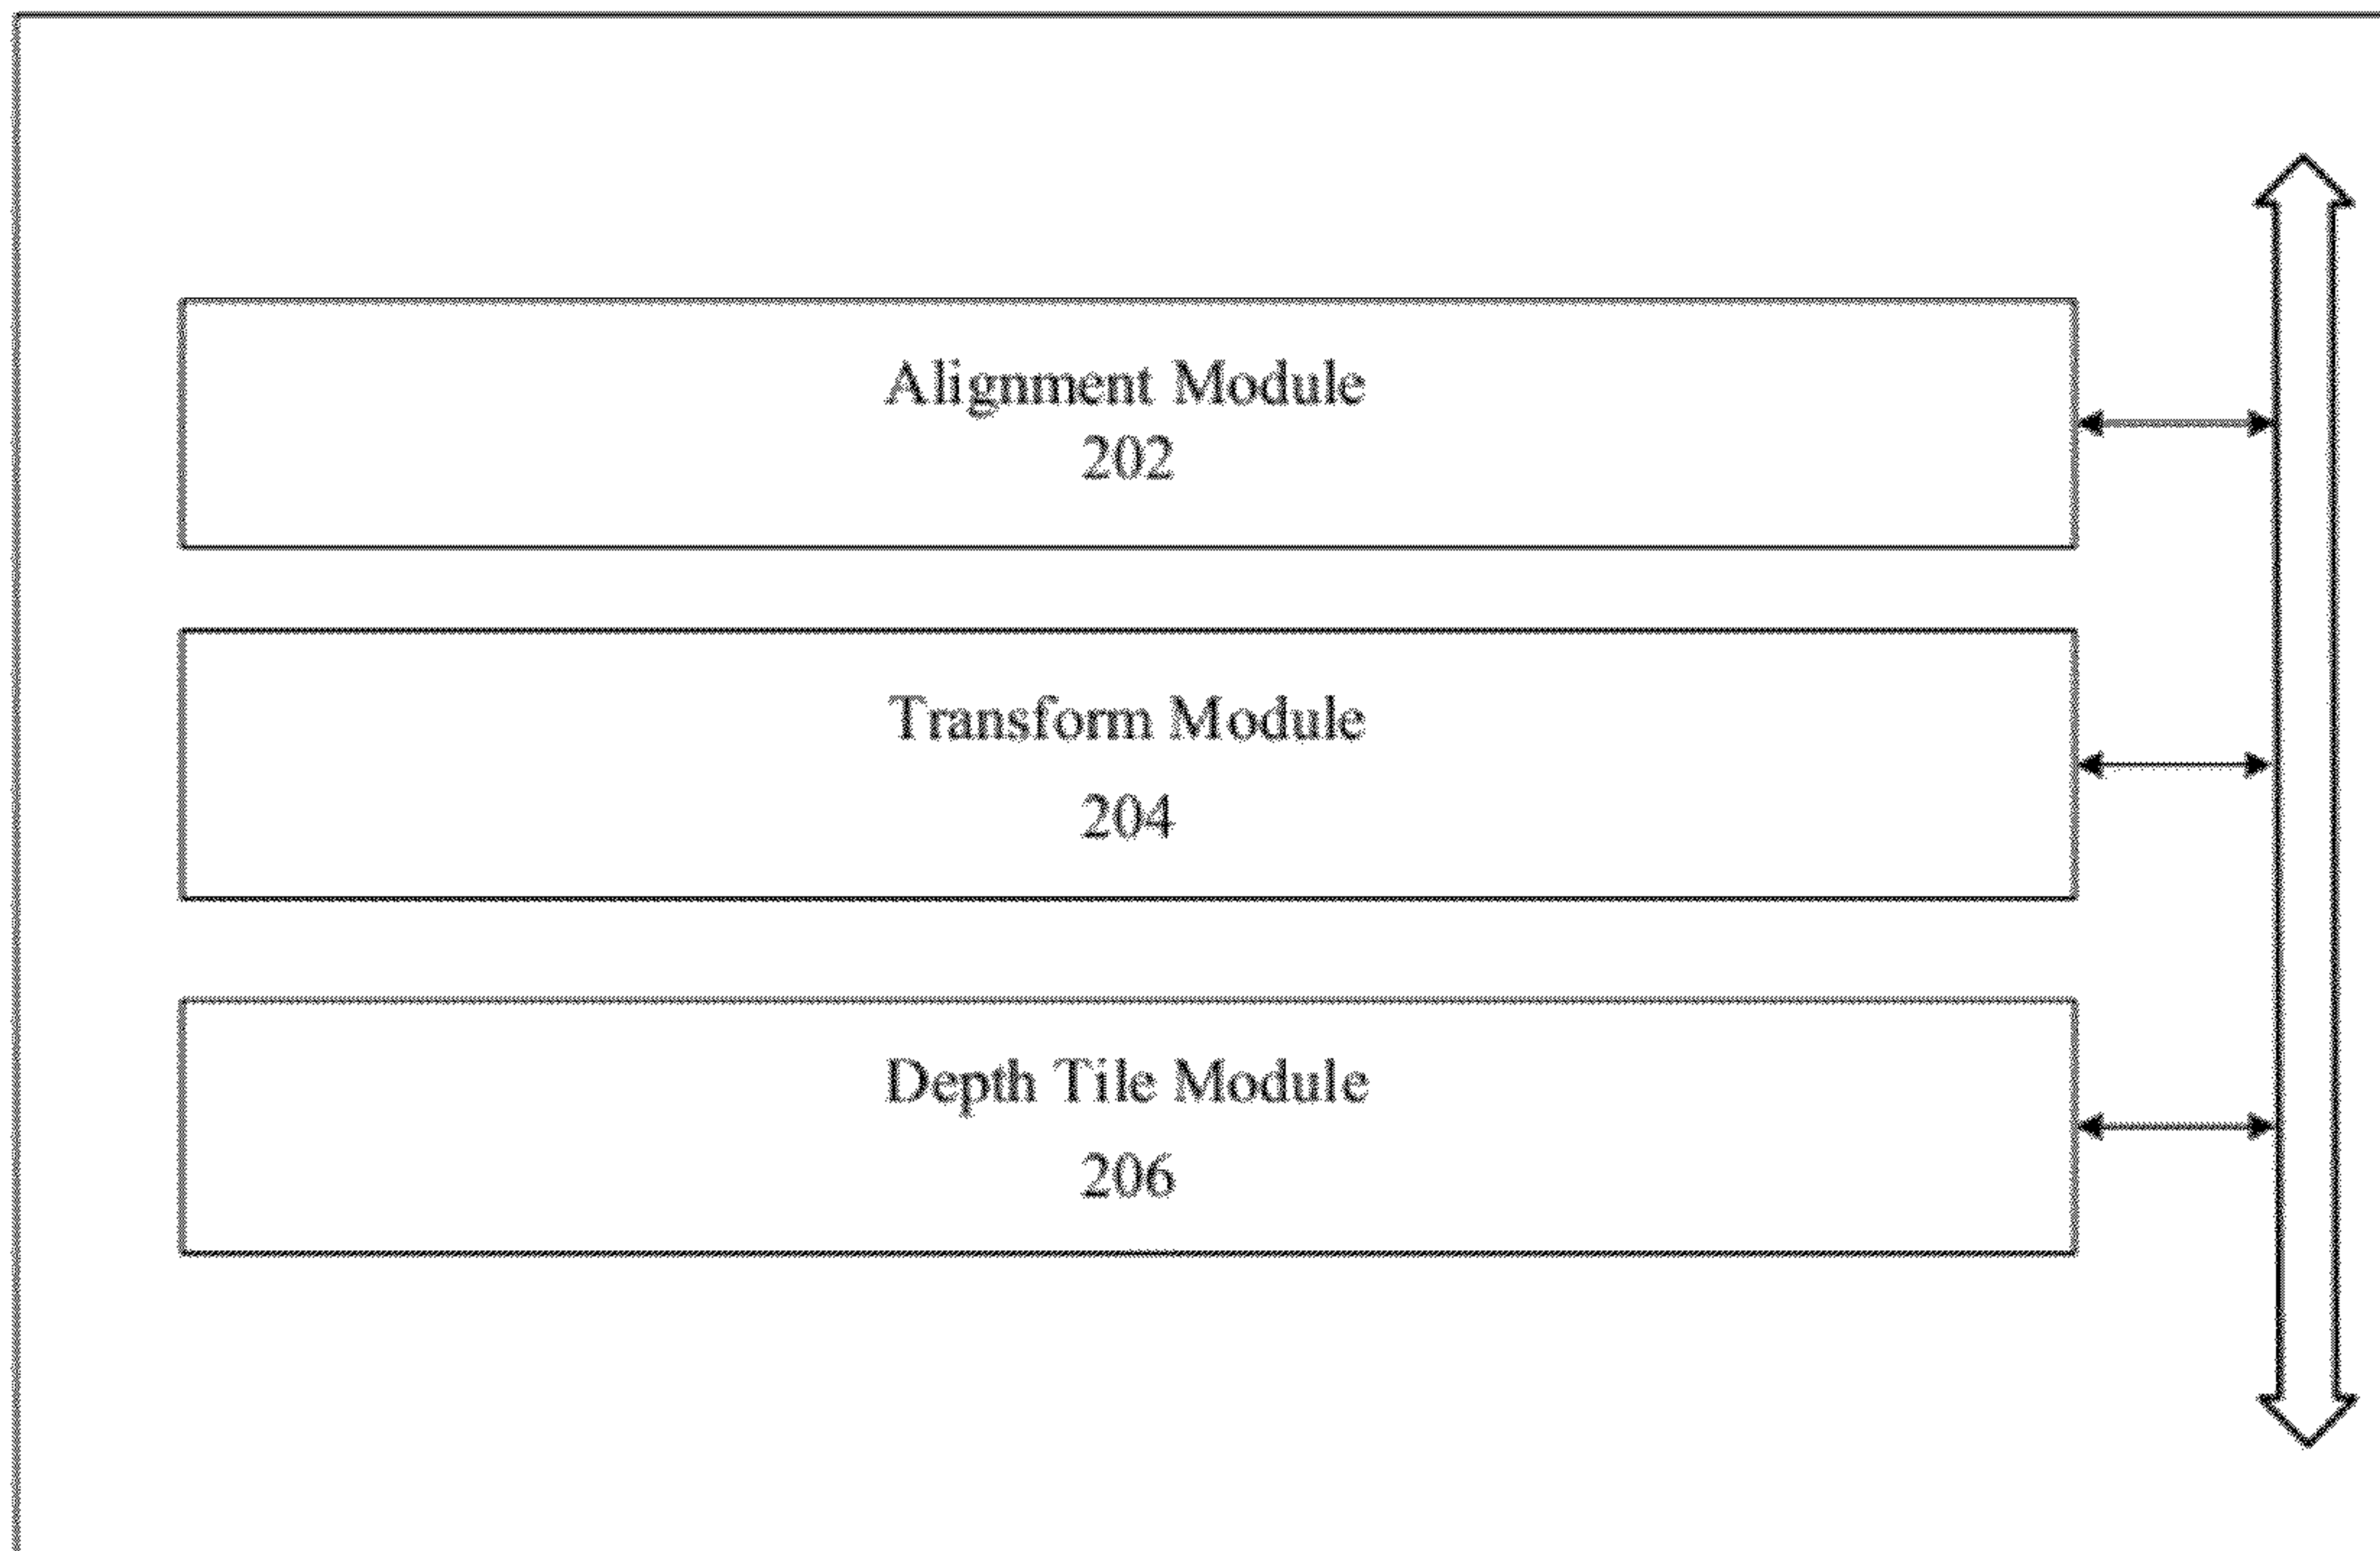 Alignment Module
202
Transform Module
204
Depth Tile Module
206